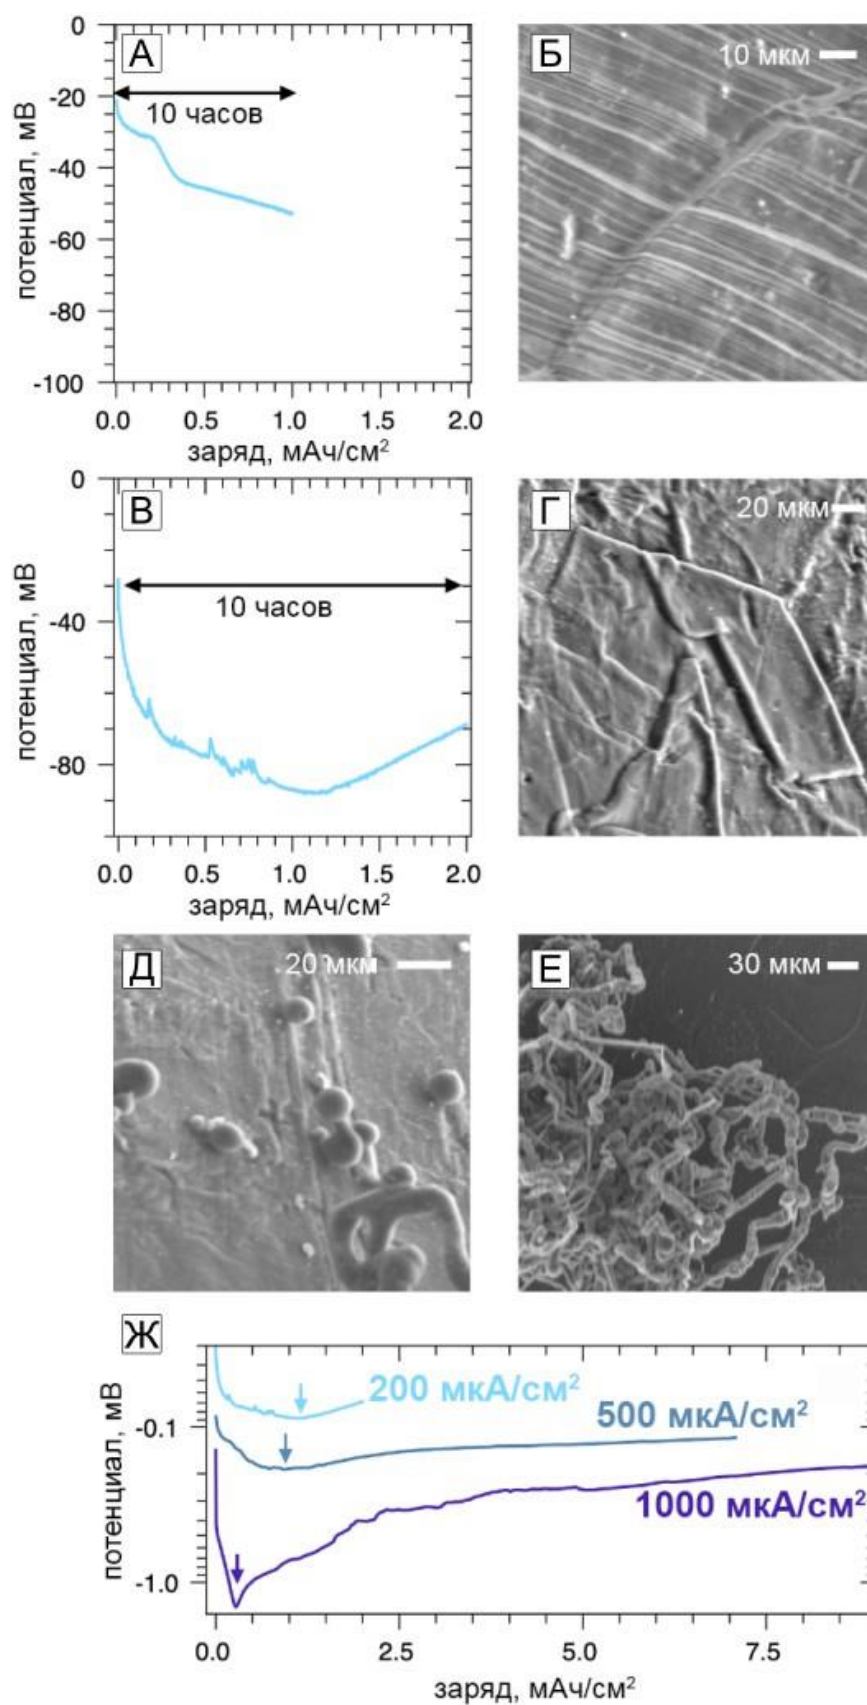 А
потенциал, мВ
0
-20
-40
-60
-80
-100
10 часов
0.0 0.5 1.0 1.5 2.0
заряд, мАч/см²
Б
10 мкм
В
потенциал, мВ
0
-40
-80
10 часов
0.0 0.5 1.0 1.5 2.0
заряд, мАч/см²
Г
20 мкм
Д
20 мкм
Е
30 мкм
Ж
потенциал, мВ
-0.1
-1.0
200 мкА/см²
500 мкА/см²
1000 мкА/см²
0.0 2.5 5.0 7.5
заряд, мАч/см²